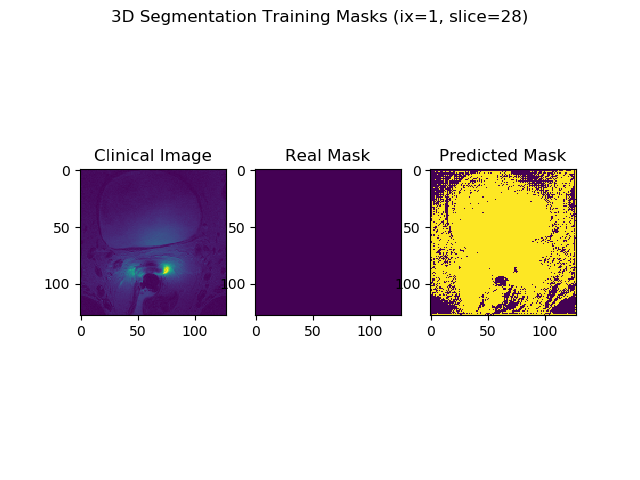 3D Segmentation Training Masks (ix=1, slice=28)
Clinical Image Real Mask Predicted Mask
0 0 0
50 50 50
100 100 100
0 50 100 0 50 100 0 50 100